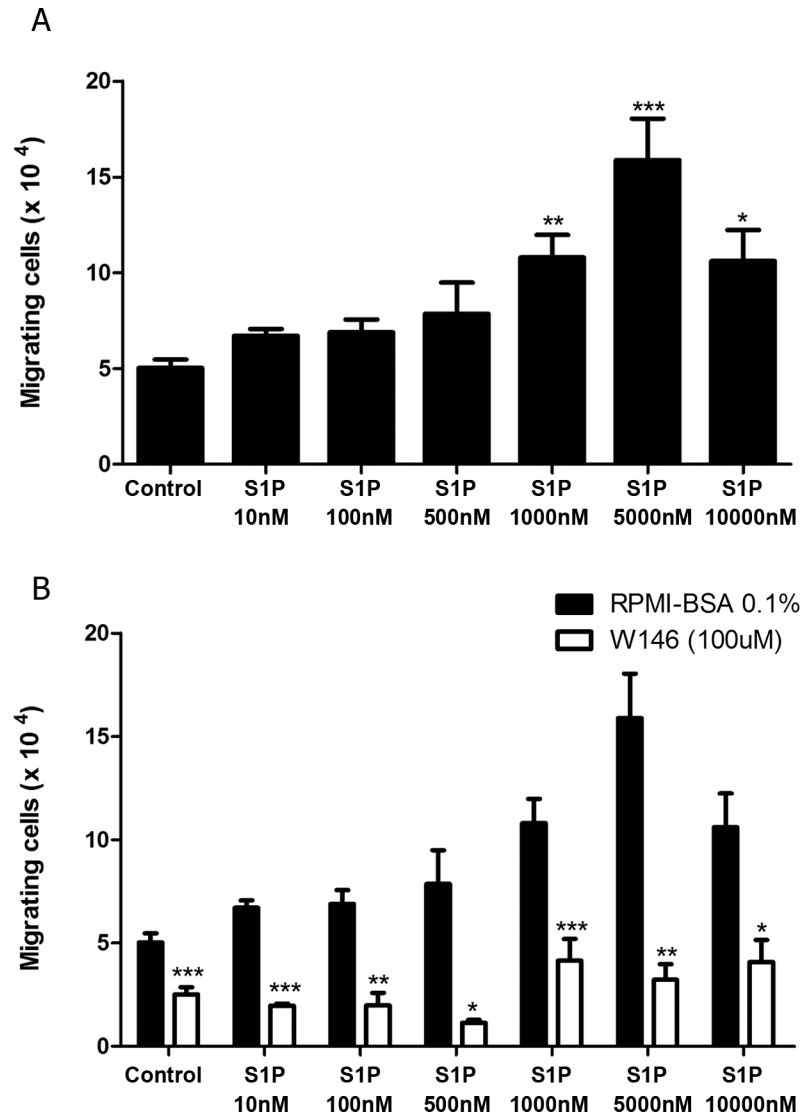 A
Migrating cells (x 10 4)
20
15
10
5
0
***
**
*
Control S1P S1P S1P S1P S1P S1P
10nM 100nM 500nM 1000nM 5000nM 10000nM
B
RPMI-BSA 0.1%
W146 (100uM)
Migrating cells (x 10 4)
20
15
10
5
0
*** *** ** * *** ** *
Control S1P S1P S1P S1P S1P S1P
10nM 100nM 500nM 1000nM 5000nM 10000nM